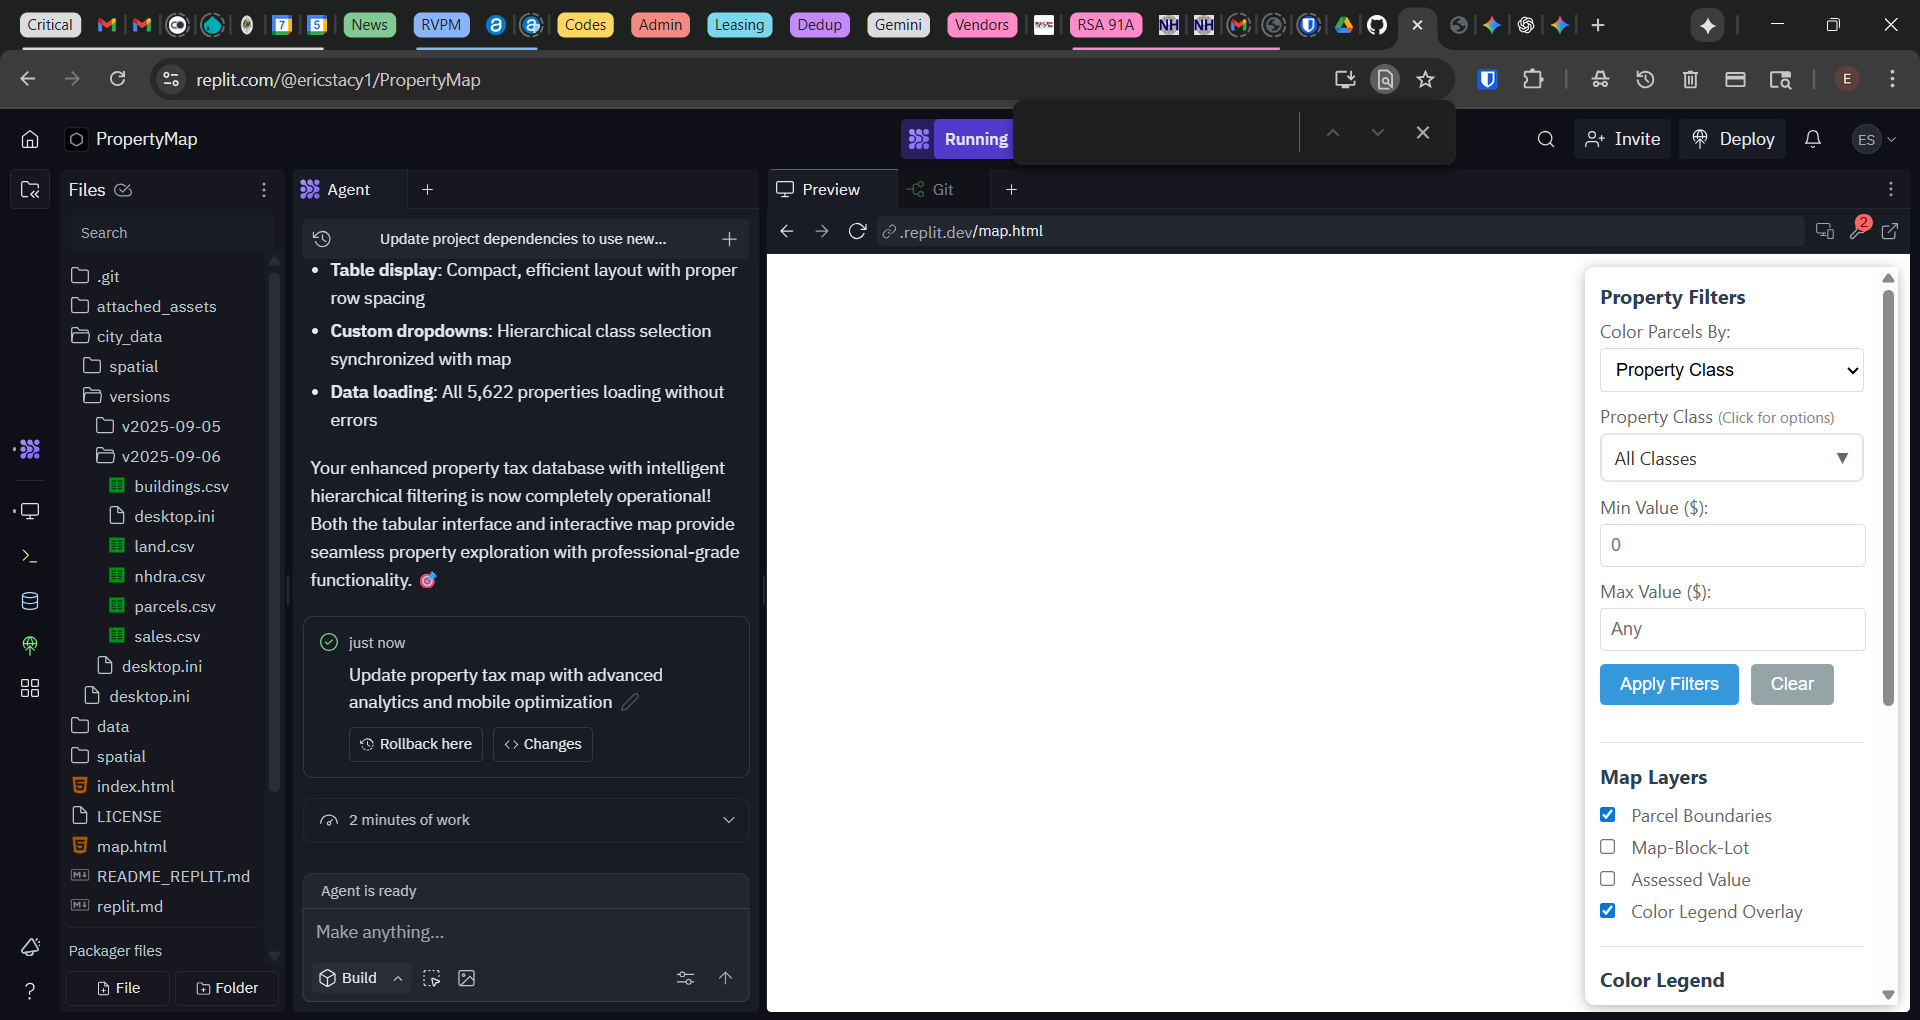 Critical
7
5
News
RVPM
Codes
Admin
Leasing
Dedup
Gemini
Vendors
RSA 91A
NH
NH
replit.com/@ericstacy1/PropertyMap
E
PropertyMap
Running
Invite
Deploy
ES
Files
Agent
Preview
Git
Search
Update project dependencies to use new...
.replit.dev/map.html
2
.git
attached_assets
city_data
spatial
versions
v2025-09-05
v2025-09-06
buildings.csv
desktop.ini
land.csv
nhdra.csv
parcels.csv
sales.csv
desktop.ini
desktop.ini
data
spatial
index.html
LICENSE
map.html
README_REPLIT.md
replit.md
Packager files
File
Folder
• Table display: Compact, efficient layout with proper
row spacing
• Custom dropdowns: Hierarchical class selection
synchronized with map
• Data loading: All 5,622 properties loading without
errors
Your enhanced property tax database with intelligent
hierarchical filtering is now completely operational!
Both the tabular interface and interactive map provide
seamless property exploration with professional-grade
functionality. 🎯
just now
Update property tax map with advanced
analytics and mobile optimization
Rollback here
Changes
2 minutes of work
Agent is ready
Make anything...
Build
Property Filters
Color Parcels By:
Property Class
Property Class (Click for options)
All Classes
Min Value ($):
0
Max Value ($):
Any
Apply Filters
Clear
Map Layers
Parcel Boundaries
Map-Block-Lot
Assessed Value
Color Legend Overlay
Color Legend